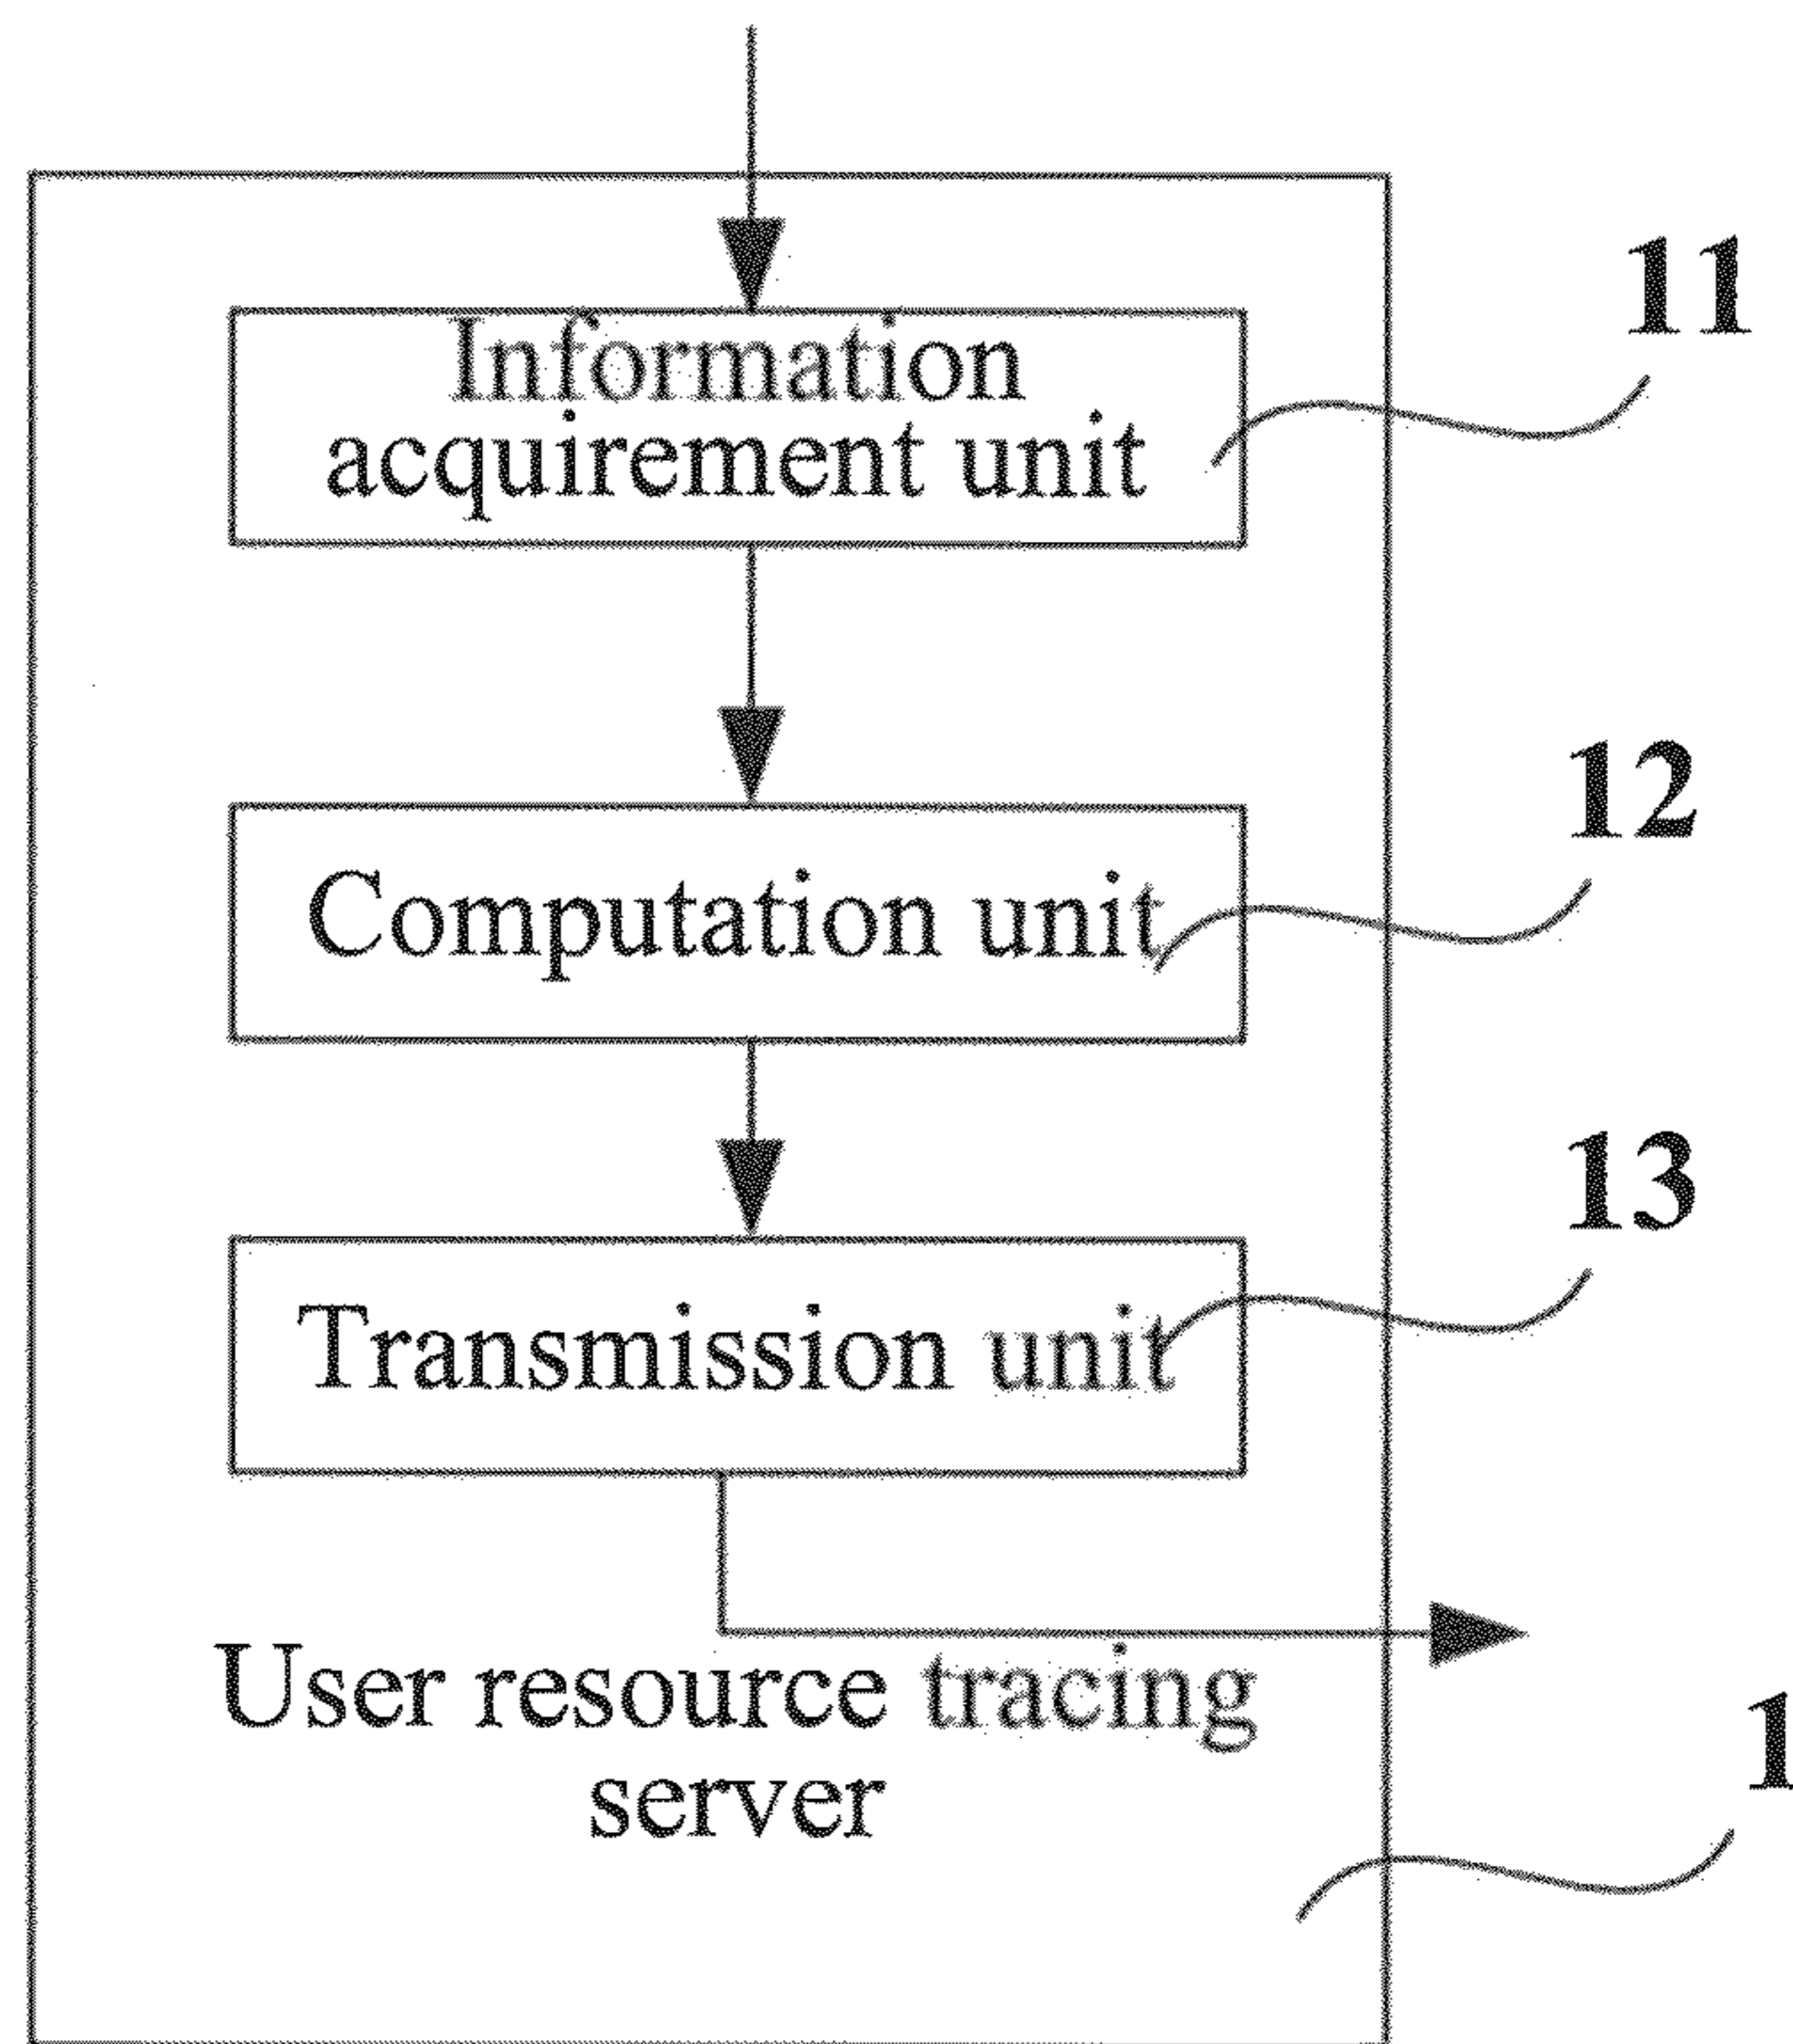 11
Information
acquirement unit
12
Computation unit
13
Transmission unit
User resource tracing
server
1